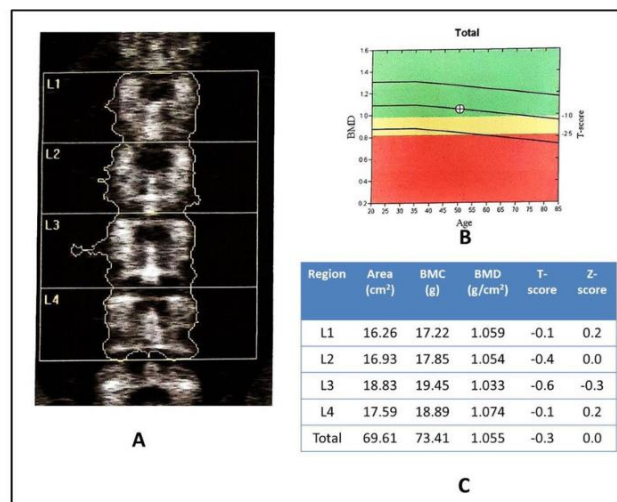 L1
L2
L3
L4
A
Total
1.6
1.4
1.2
1.0
0.8
0.6
0.4
0.2
BMD
-10
-25
T-score
20 25 30 35 40 45 50 55 60 65 70 75 80 85
Age
B
Region Area (cm²) BMC (g) BMD (g/cm²) T-score Z-score
L1 16.26 17.22 1.059 -0.1 0.2
L2 16.93 17.85 1.054 -0.4 0.0
L3 18.83 19.45 1.033 -0.6 -0.3
L4 17.59 18.89 1.074 -0.1 0.2
Total 69.61 73.41 1.055 -0.3 0.0
C